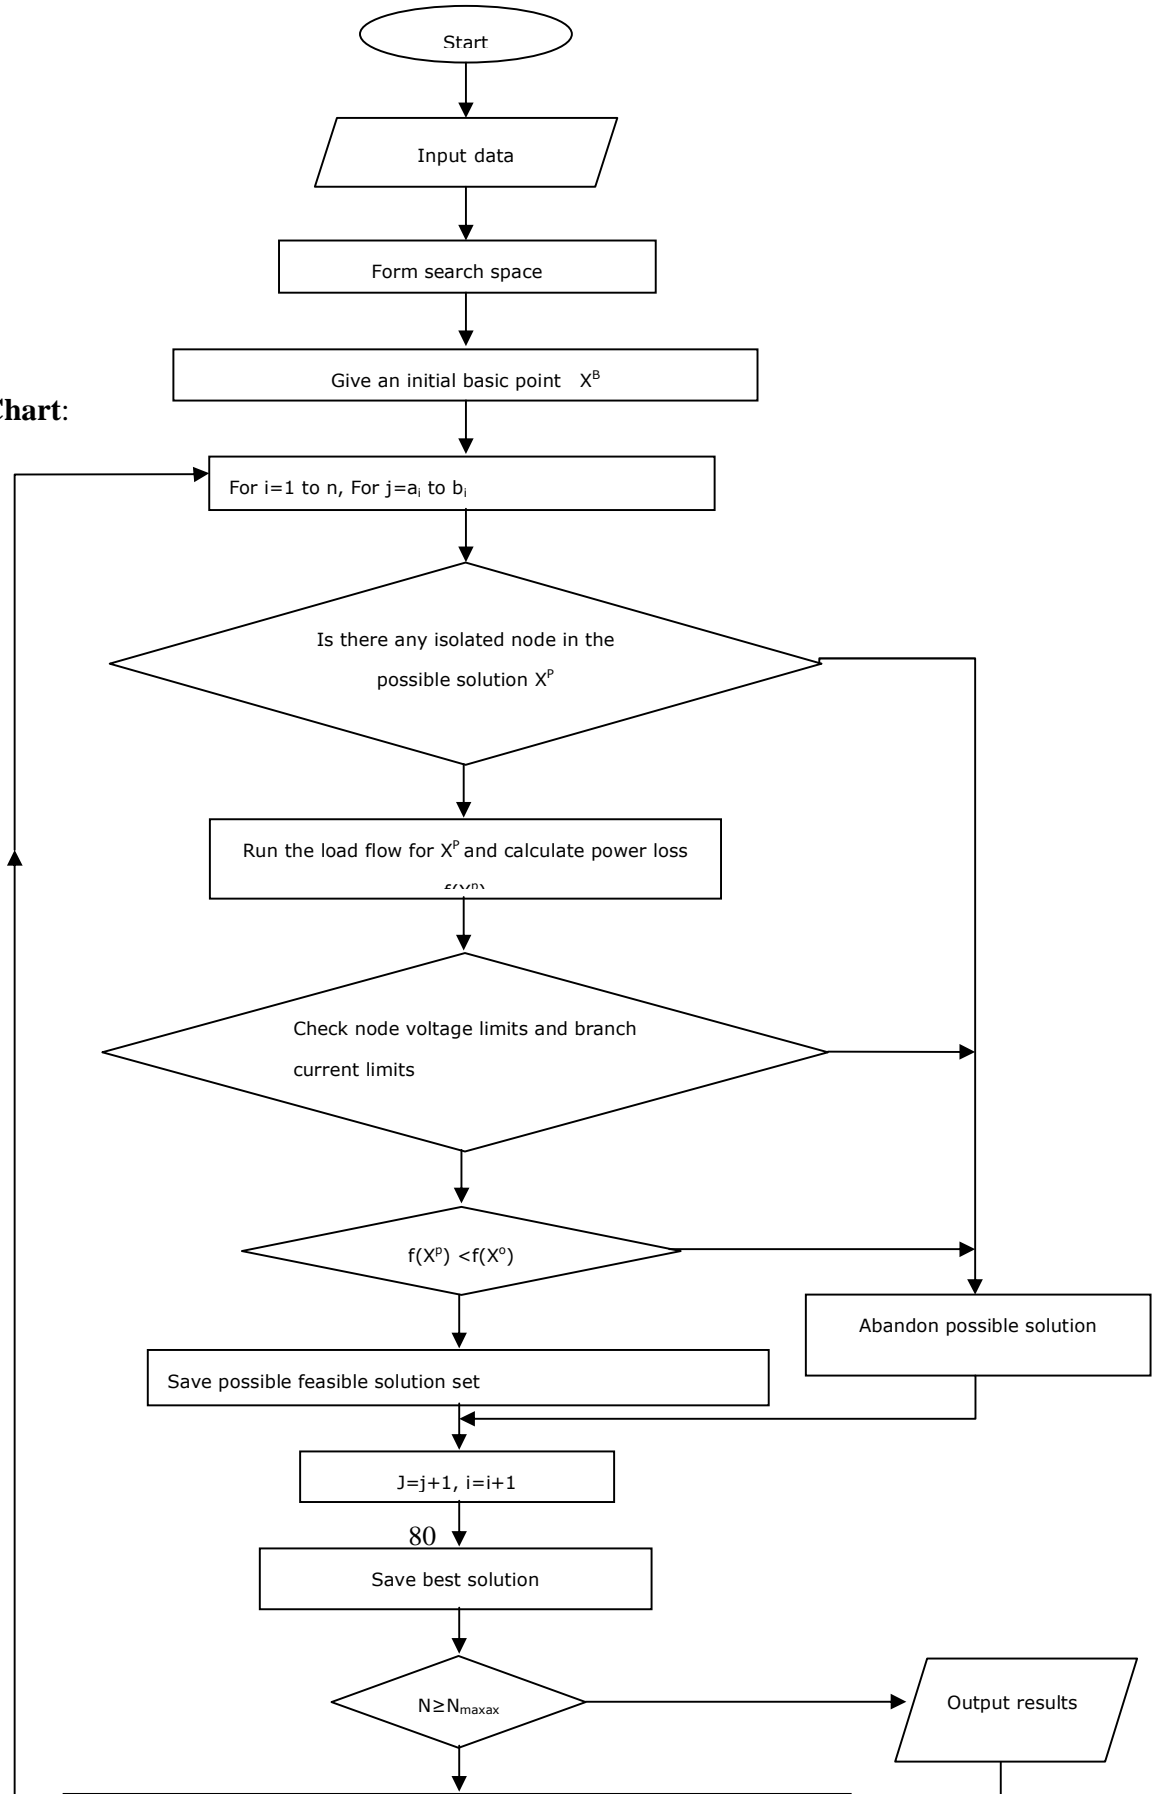 Start
Input data
Form search space
Give an initial basic point X^B
Chart:
For i=1 to n, For j=a_i to b_i
Is there any isolated node in the
possible solution X^P
Run the load flow for X^P and calculate power loss
f(X^p)
Check node voltage limits and branch
current limits
f(X^p) <f(X^o)
Abandon possible solution
Save possible feasible solution set
J=j+1, i=i+1
80
Save best solution
N≥N_maxax
Output results